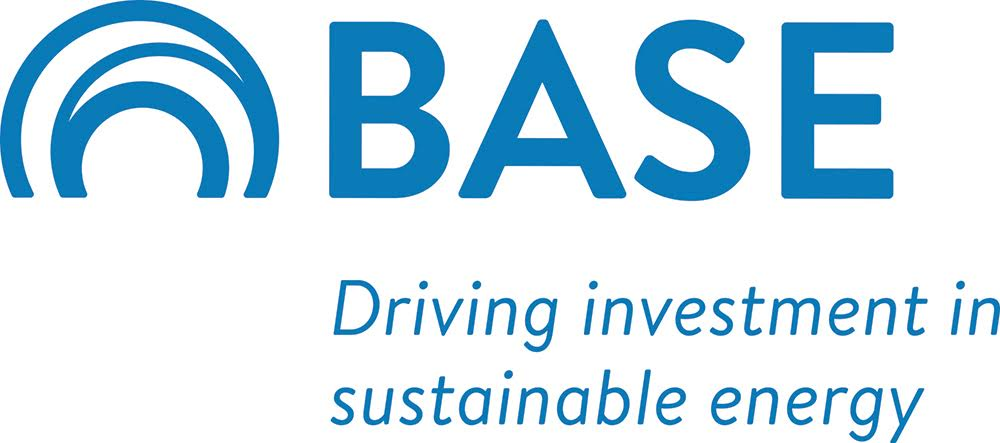 BASE
Driving investment in
sustainable energy